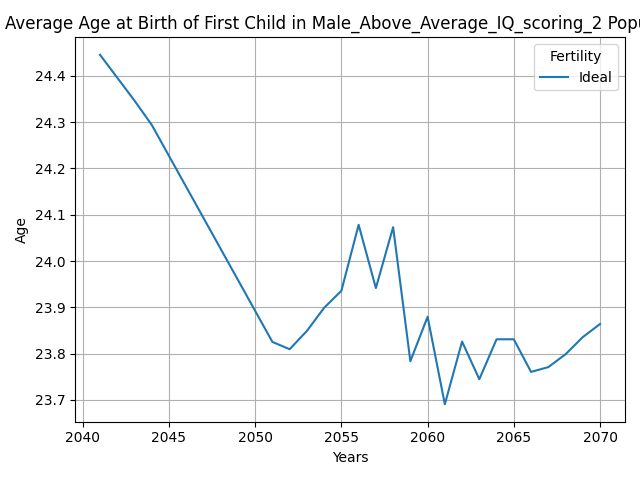 Average Age at Birth of First Child in Male_Above_Average_IQ_scoring_2 Popu
Fertility
Ideal
24.4
24.3
24.2
24.1
24.0
23.9
23.8
23.7
Age
2040 2045 2050 2055 2060 2065 2070
Years